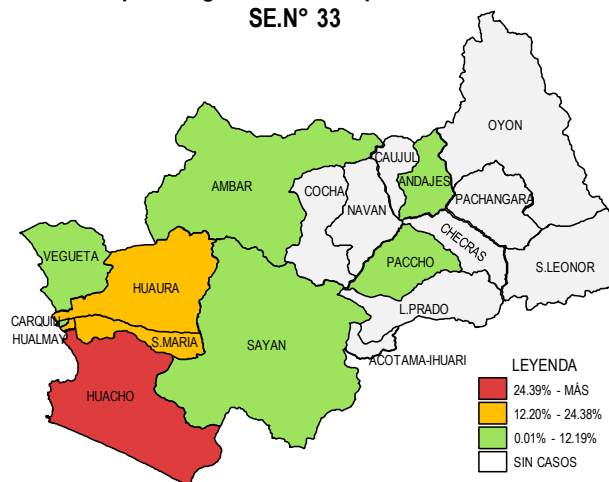 SE.N° 33
OYON
CAUJUL
ANDAJES
AMBAR
COCHA
PACHANGARA
NAVAN
CHECRAS
VEGUETA
PACCHO
S.LEONOR
HUAURA
L.PRADO
CARQUIN
HUALMAY
S.MARIA
SAYAN
ACOTAMA-IHUARI
HUACHO
LEYENDA
24.39% - MÁS
12.20% - 24.38%
0.01% - 12.19%
SIN CASOS